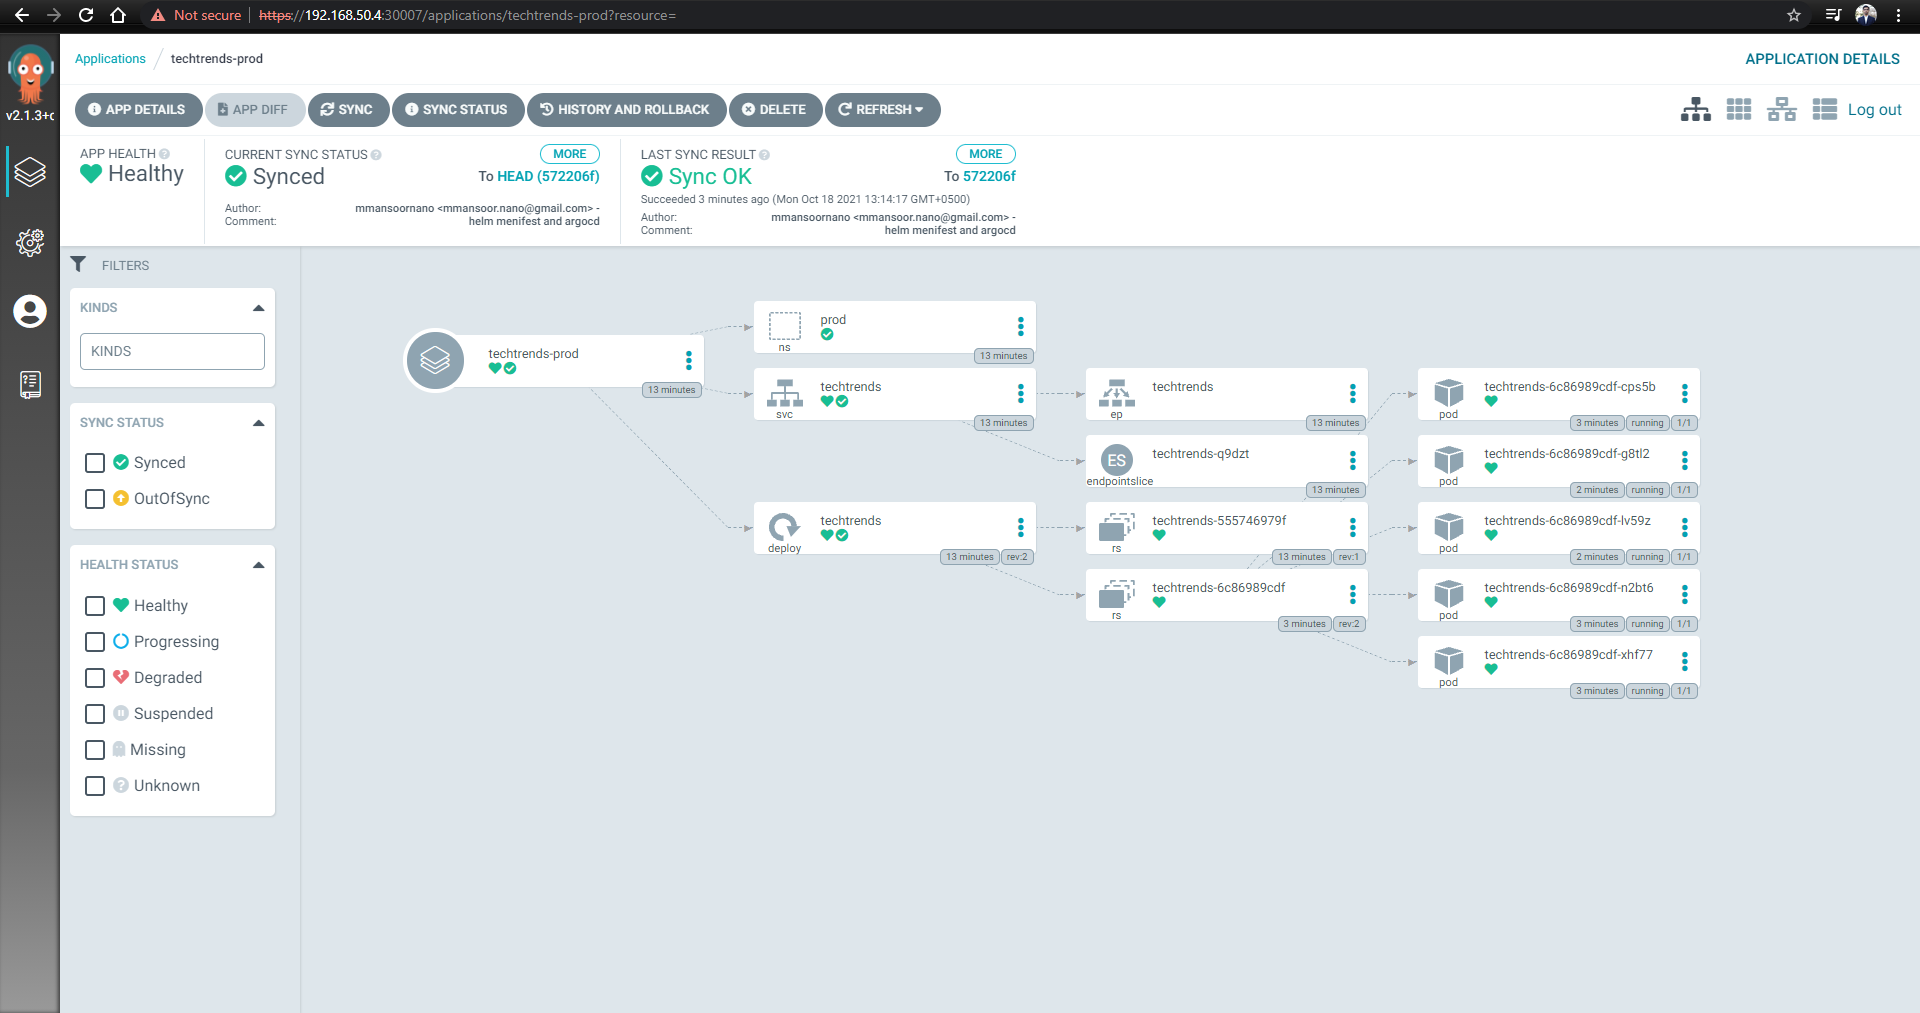 Not secure
https://192.168.50.4:30007/applications/techtrends-prod?resource=
v2.1.3+
Applications / techtrends-prod
APPLICATION DETAILS
APP DETAILS
APP DIFF
SYNC
SYNC STATUS
HISTORY AND ROLLBACK
DELETE
REFRESH
Log out
APP HEALTH
Healthy
CURRENT SYNC STATUS
MORE
Synced
To HEAD (572206f)
Author: mmansoornano <mmansoor.nano@gmail.com> -
Comment: helm menifest and argocd
LAST SYNC RESULT
MORE
Sync OK
To 572206f
Succeeded 3 minutes ago (Mon Oct 18 2021 13:14:17 GMT+0500)
Author: mmansoornano <mmansoor.nano@gmail.com> -
Comment: helm menifest and argocd
FILTERS
KINDS
KINDS
SYNC STATUS
Synced
OutOfSync
HEALTH STATUS
Healthy
Progressing
Degraded
Suspended
Missing
Unknown
techtrends-prod
13 minutes
prod
ns
13 minutes
techtrends
svc
13 minutes
techtrends
deploy
13 minutes
rev:2
techtrends
ep
13 minutes
ES
techtrends-q9dzt
endpointslice
13 minutes
techtrends-555746979f
rs
13 minutes
rev:1
techtrends-6c86989cdf
rs
3 minutes
rev:2
techtrends-6c86989cdf-cps5b
pod
3 minutes
running
1/1
techtrends-6c86989cdf-g8tl2
pod
2 minutes
running
1/1
techtrends-6c86989cdf-lv59z
pod
2 minutes
running
1/1
techtrends-6c86989cdf-n2bt6
pod
3 minutes
running
1/1
techtrends-6c86989cdf-xhf77
pod
3 minutes
running
1/1